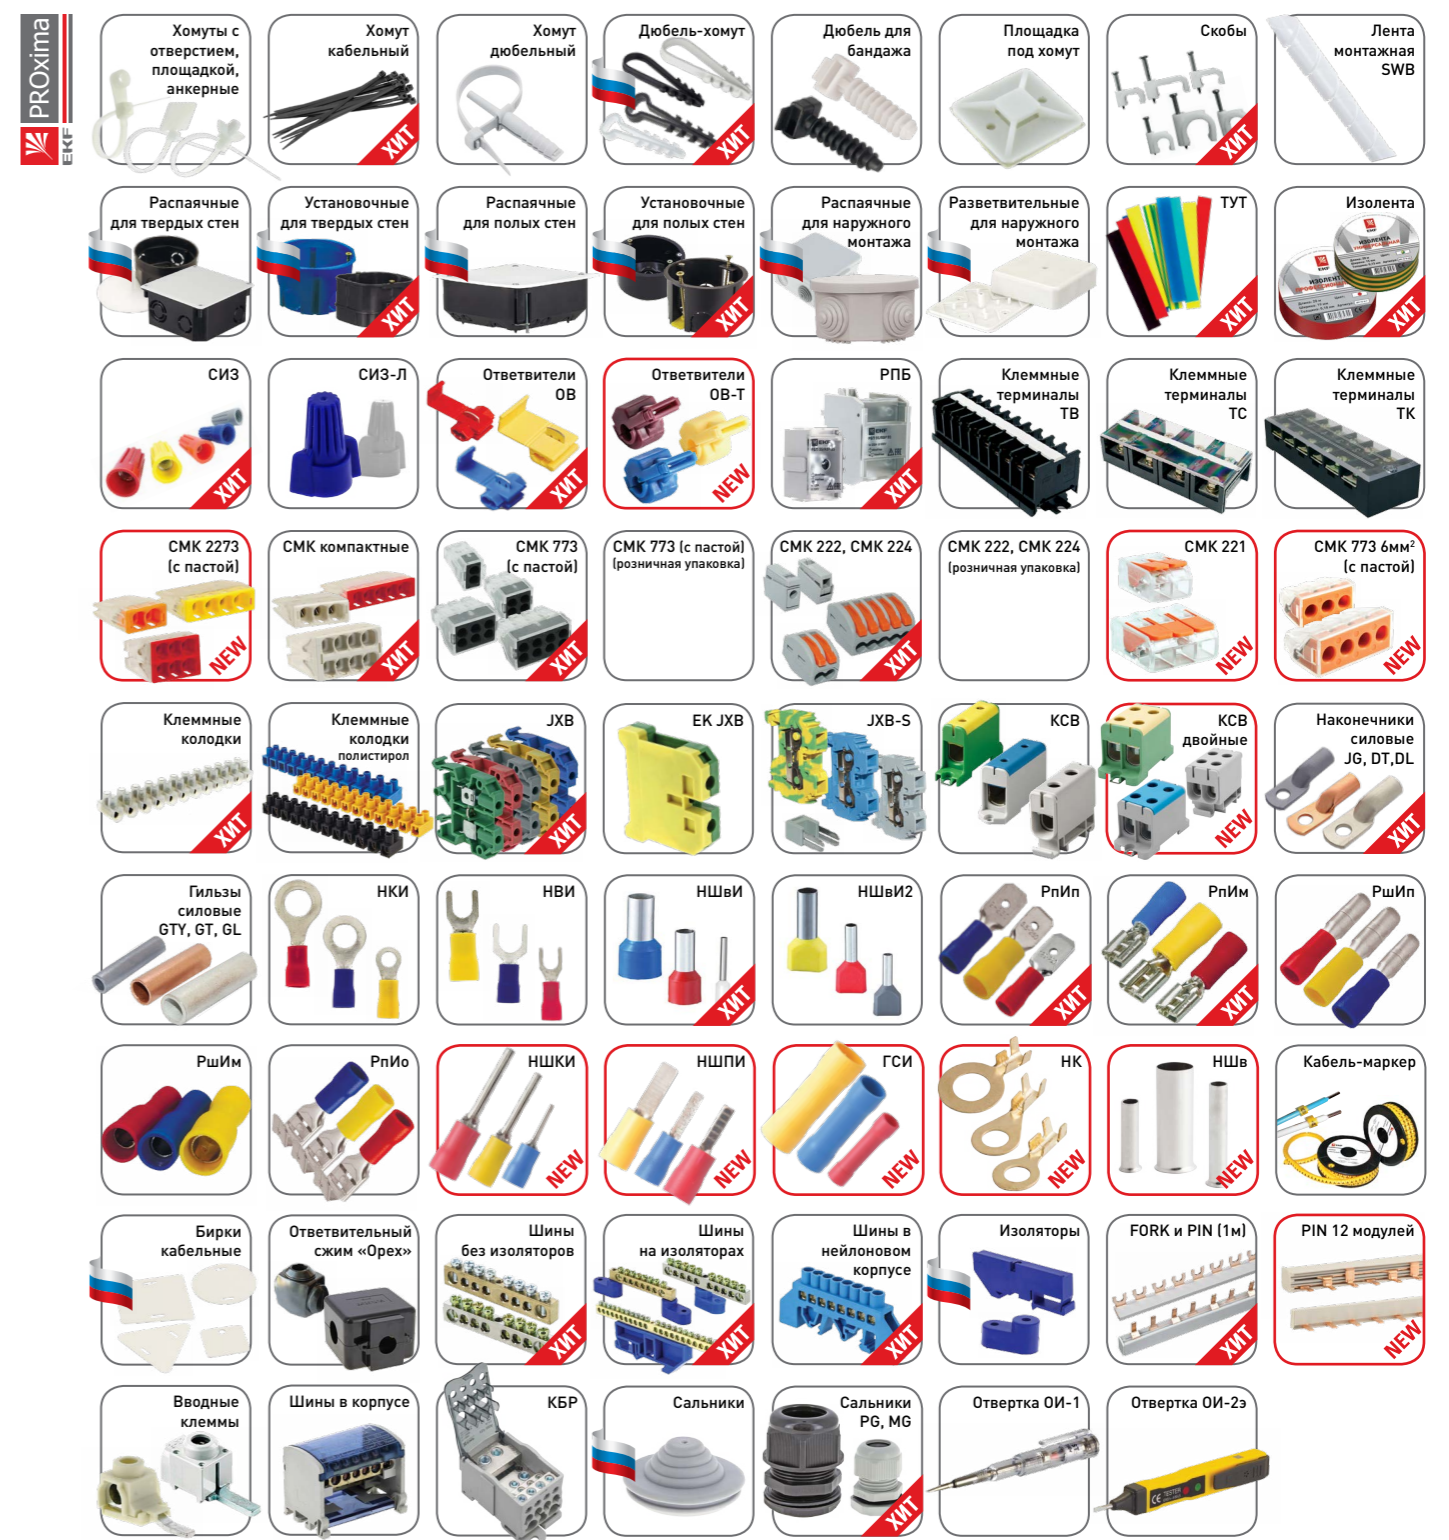 PROxima
EKF
Хомуты с
отверстием,
площадкой,
анкерные
Хомут
кабельный
ХИТ
Хомут
дюбельный
Дюбель-хомут
ХИТ
Дюбель для
бандажа
Площадка
под хомут
Скобы
ХИТ
Лента
монтажная
SWB
Распаячные
для твердых стен
Установочные
для твердых стен
ХИТ
Распаячные
для полых стен
Установочные
для полых стен
ХИТ
Распаячные
для наружного
монтажа
Разветвительные
для наружного
монтажа
ТУТ
ХИТ
Изолента
EKF
ИЗОЛЕНТА
УНИВЕРСАЛЬНАЯ
EKF
ИЗОЛЕНТА
ПРОФЕССИОНАЛ
ХИТ
СИЗ
ХИТ
СИЗ-Л
Ответвители
ОВ
ХИТ
Ответвители
ОВ-Т
NEW
РПБ
EKF
ХИТ
Клеммные
терминалы
ТВ
Клеммные
терминалы
ТС
Клеммные
терминалы
ТК
СМК 2273
(с пастой)
NEW
СМК компактные
ХИТ
СМК 773
(с пастой)
ХИТ
СМК 773 (с пастой)
(розничная упаковка)
СМК 222, СМК 224
ХИТ
СМК 222, СМК 224
(розничная упаковка)
СМК 221
NEW
СМК 773 6мм²
(с пастой)
NEW
Клеммные
колодки
ХИТ
Клеммные
колодки
полистирол
JXB
ХИТ
EK JXB
JXB-S
КСВ
КСВ
двойные
NEW
Наконечники
силовые
JG, DT,DL
ХИТ
Гильзы
силовые
GTY, GT, GL
НКИ
НВИ
НШвИ
ХИТ
НШвИ2
РпИп
ХИТ
РпИм
ХИТ
РшИп
РшИм
РпИо
НШКИ
NEW
НШПИ
NEW
ГСИ
NEW
НК
NEW
НШв
NEW
Кабель-маркер
Бирки
кабельные
Ответвительный
сжим «Орех»
Шины
без изоляторов
ХИТ
Шины
на изоляторах
ХИТ
Шины в
нейлоновом
корпусе
ХИТ
Изоляторы
FORK и PIN (1м)
ХИТ
PIN 12 модулей
NEW
Вводные
клеммы
Шины в корпусе
КБР
Сальники
Сальники
PG, MG
ХИТ
Отвертка ОИ-1
Отвертка ОИ-2э
CE TESTER